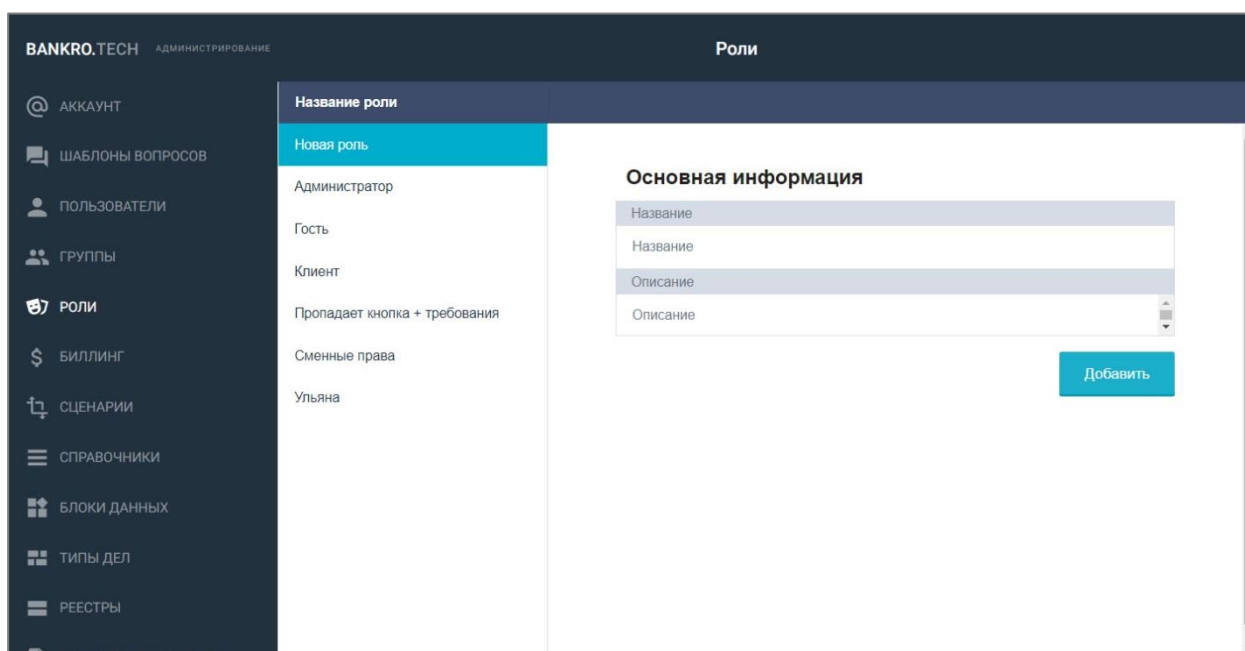 BANKRO.TECH АДМИНИСТРИРОВАНИЕ
Роли
АККАУНТ
ШАБЛОНЫ ВОПРОСОВ
ПОЛЬЗОВАТЕЛИ
ГРУППЫ
РОЛИ
БИЛЛИНГ
СЦЕНАРИИ
СПРАВОЧНИКИ
БЛОКИ ДАННЫХ
ТИПЫ ДЕЛ
РЕЕСТРЫ
Название роли
Новая роль
Администратор
Гость
Клиент
Пропадает кнопка + требования
Сменные права
Ульяна
Основная информация
Название
Название
Описание
Описание
Добавить